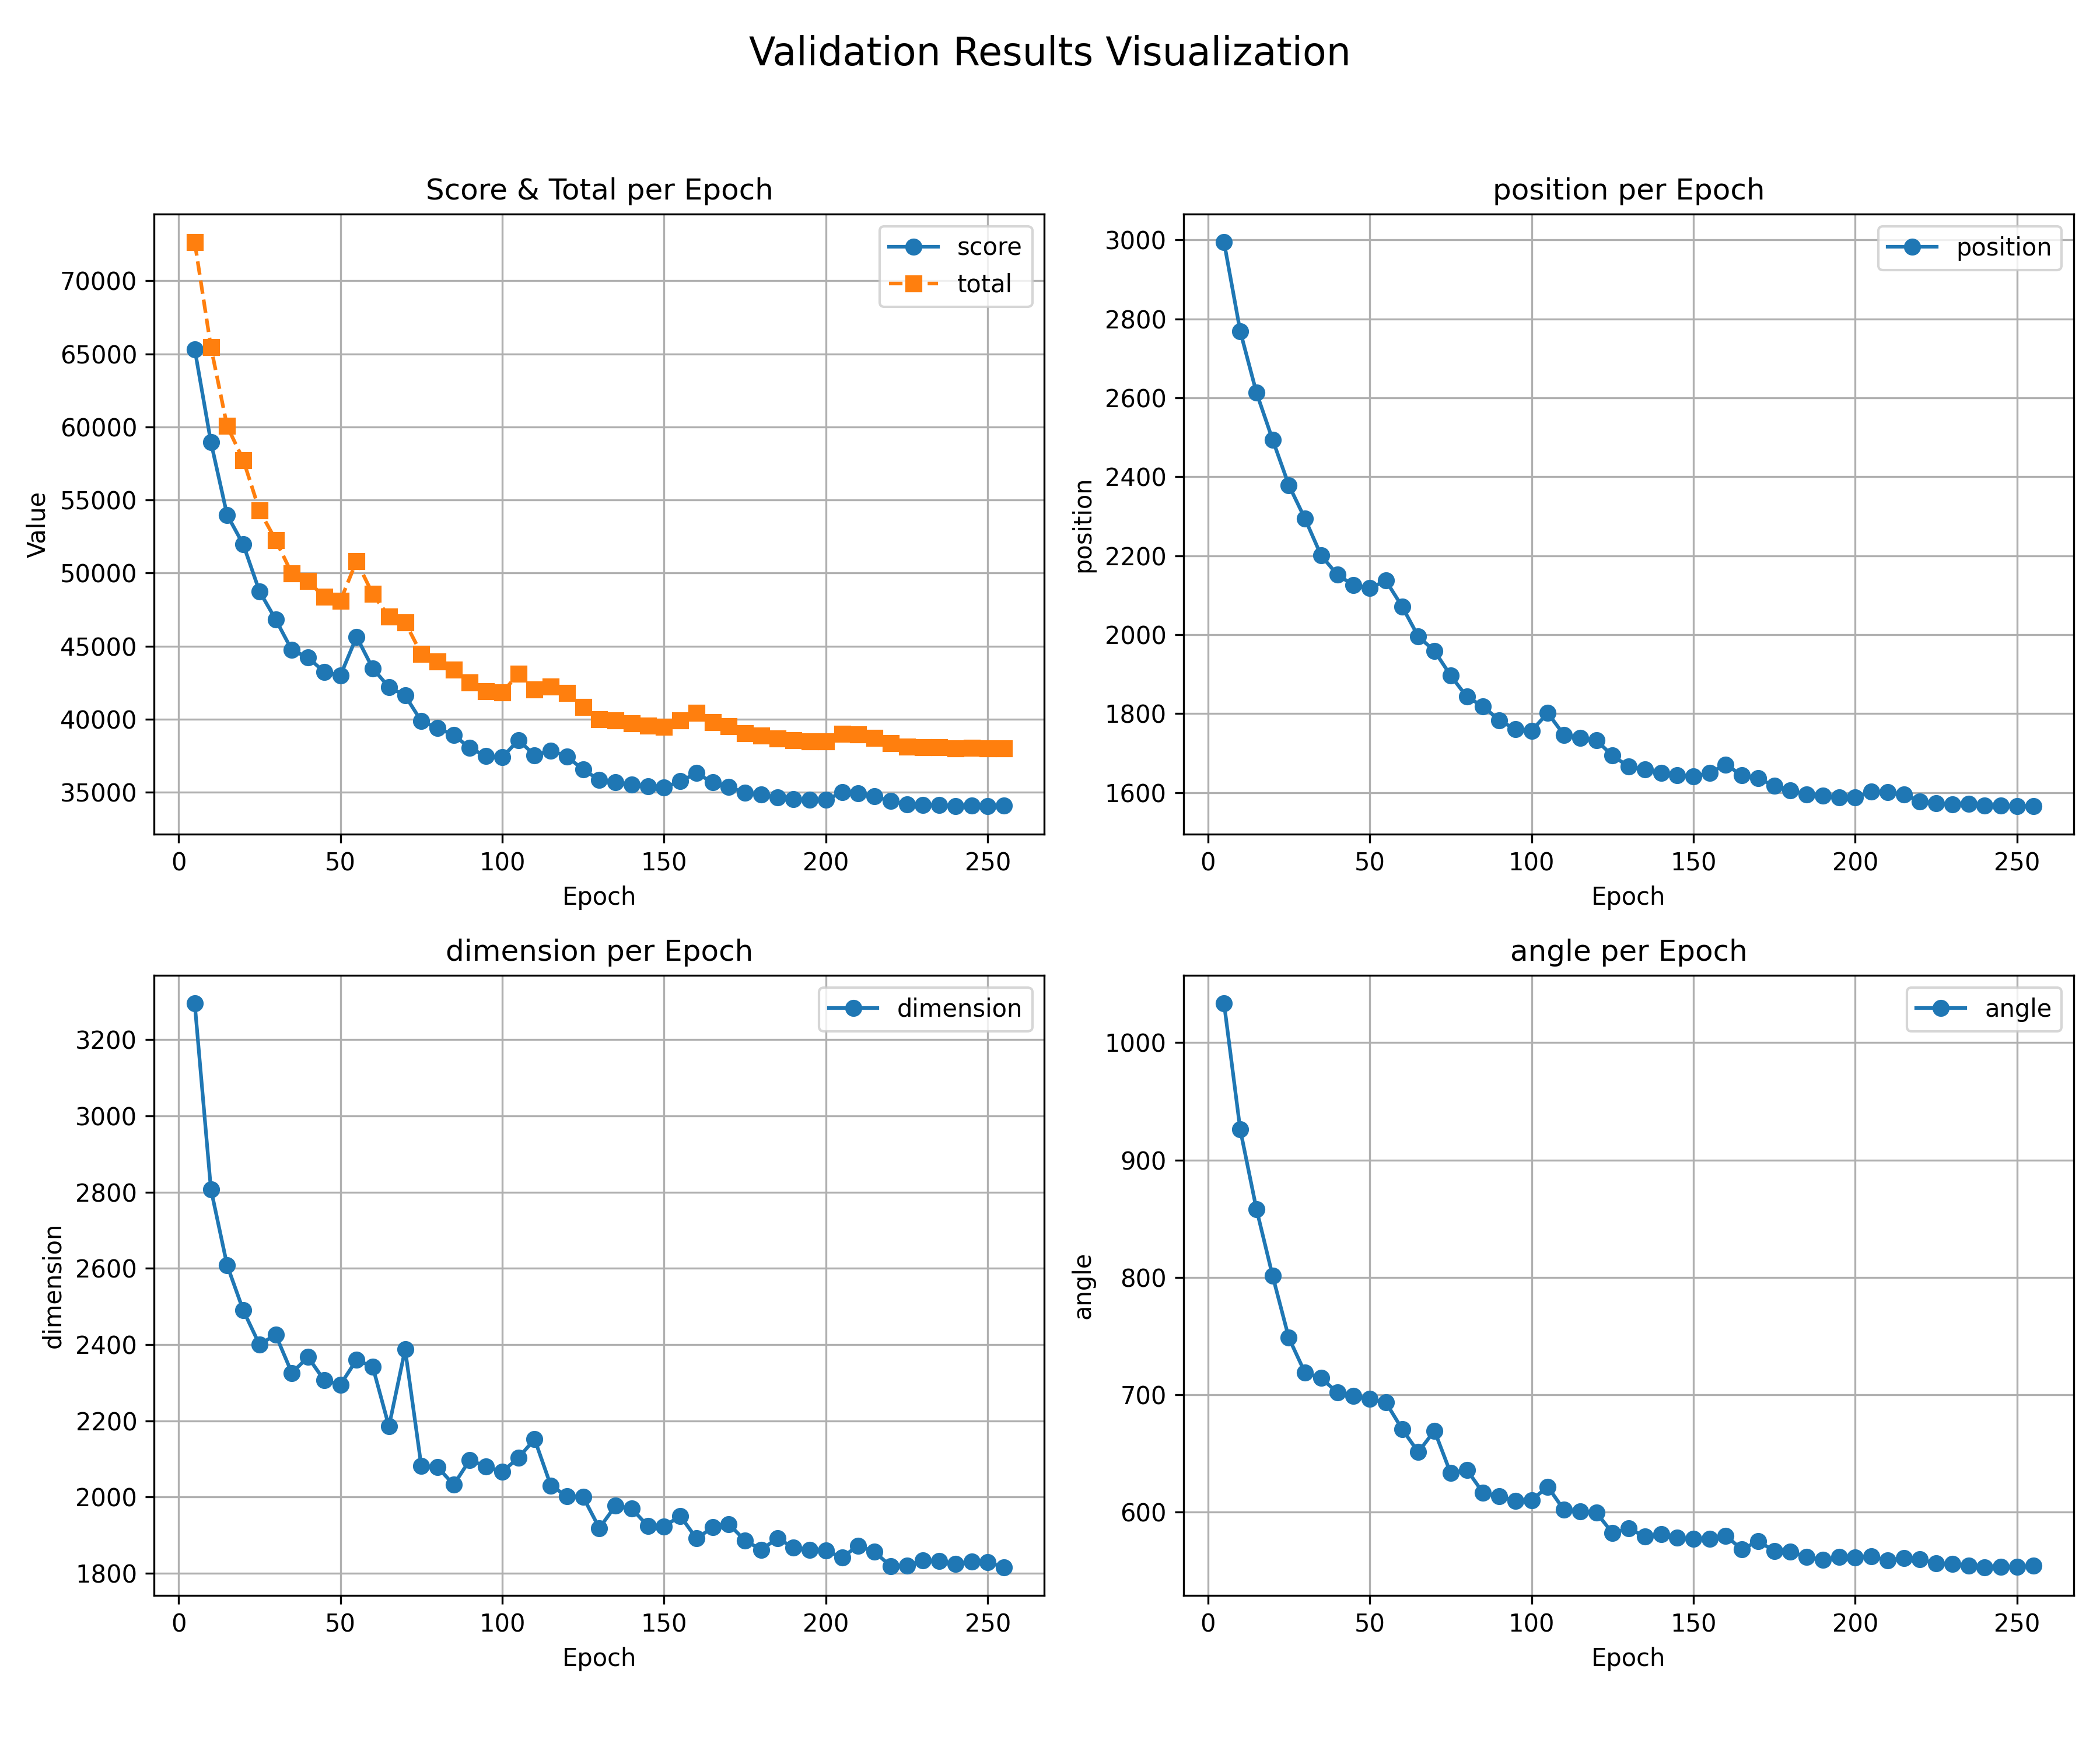 Validation Results Visualization
Score & Total per Epoch
Value
70000
65000
60000
55000
50000
45000
40000
35000
score
total
0 50 100 150 200 250
Epoch
position per Epoch
position
3000
2800
2600
2400
2200
2000
1800
1600
position
0 50 100 150 200 250
Epoch
dimension per Epoch
dimension
3200
3000
2800
2600
2400
2200
2000
1800
dimension
0 50 100 150 200 250
Epoch
angle per Epoch
angle
1000
900
800
700
600
angle
0 50 100 150 200 250
Epoch